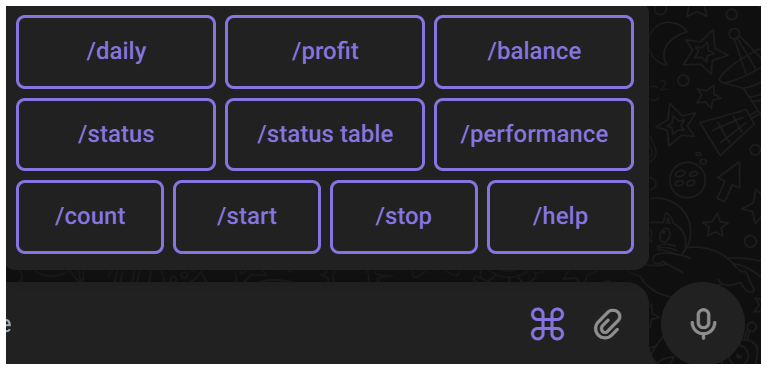 /daily /profit /balance
/status /status table /performance
/count /start /stop /help
e